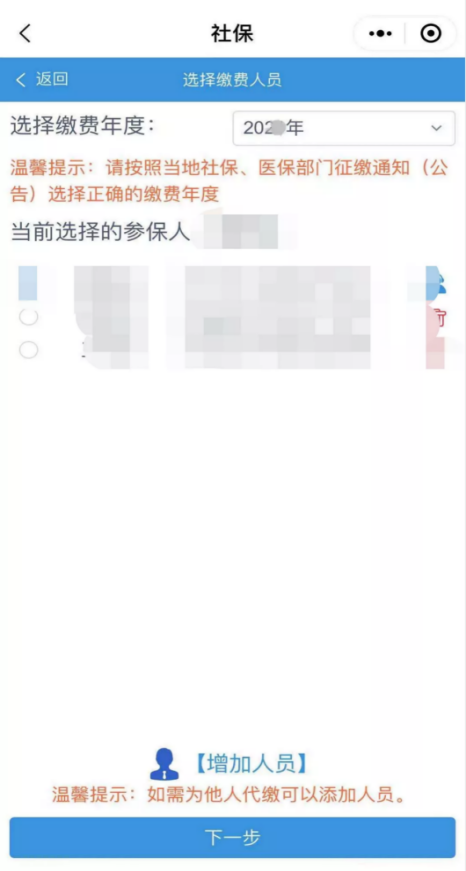 社保
返回
选择缴费人员
选择缴费年度：
202年
温馨提示：请按照当地社保、医保部门征缴通知（公
告）选择正确的缴费年度
当前选择的参保人
【增加人员】
温馨提示：如需为他人代缴可以添加人员。
下一步